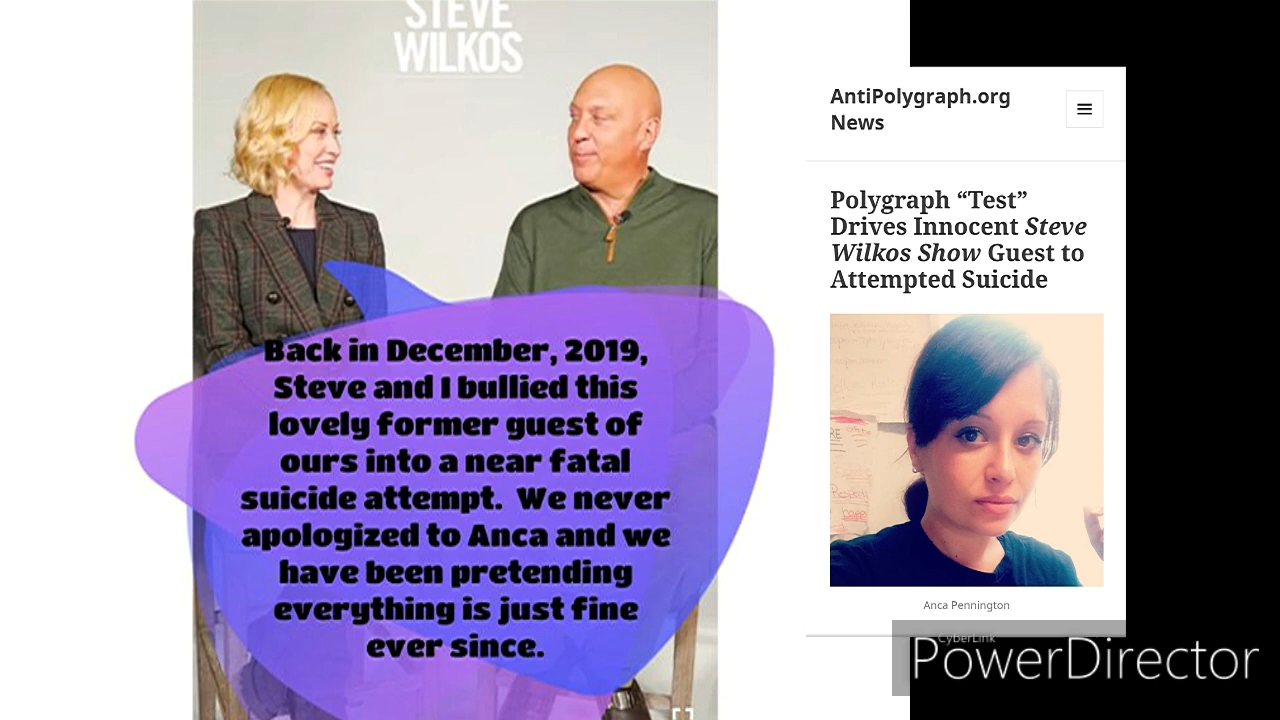 STEVE
WILKOS
Back in December, 2019,
Steve and I bullied this
lovely former guest of
ours into a near fatal
suicide attempt. We never
apologized to Anca and we
have been pretending
everything is just fine
ever since.
AntiPolygraph.org
News
Polygraph “Test”
Drives Innocent Steve
Wilkos Show Guest to
Attempted Suicide
Anca Pennington
CyberLink
PowerDirector